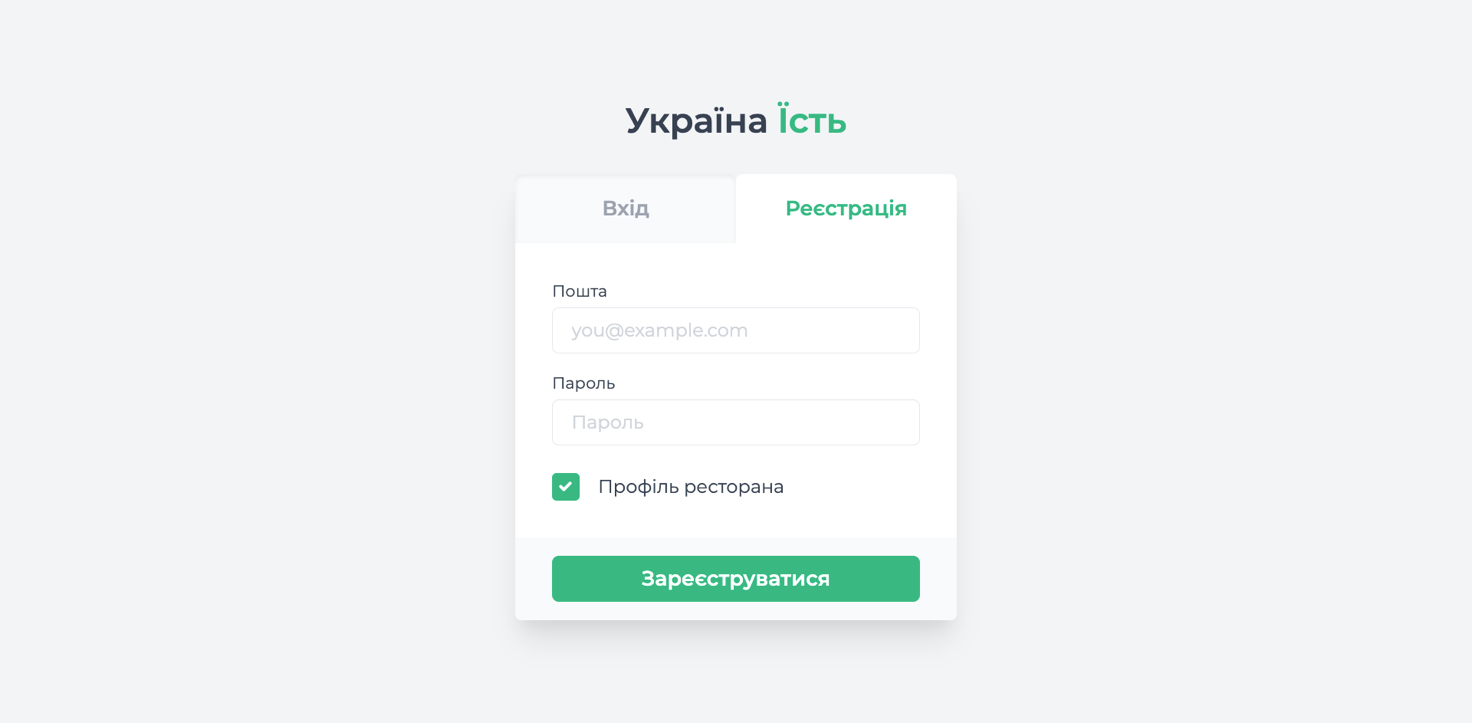 Україна Їсть
Вхід
Реєстрація
Пошта
you@example.com
Пароль
Пароль
Профіль ресторана
Зареєструватися